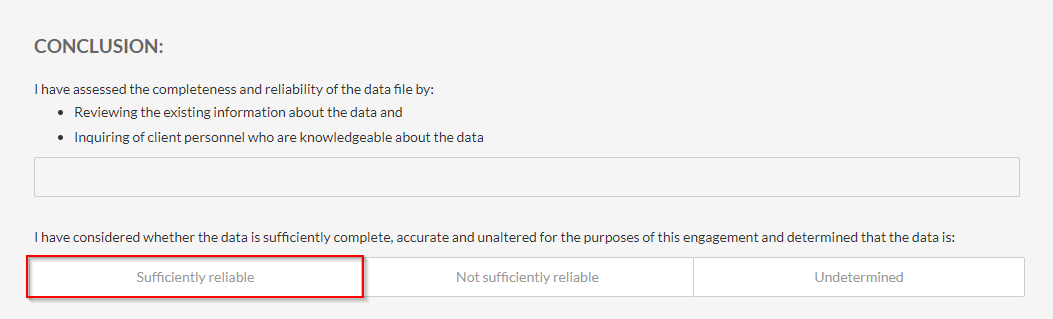 CONCLUSION:
I have assessed the completeness and reliability of the data file by:
• Reviewing the existing information about the data and
• Inquiring of client personnel who are knowledgeable about the data
I have considered whether the data is sufficiently complete, accurate and unaltered for the purposes of this engagement and determined that the data is:
Sufficiently reliable
Not sufficiently reliable
Undetermined